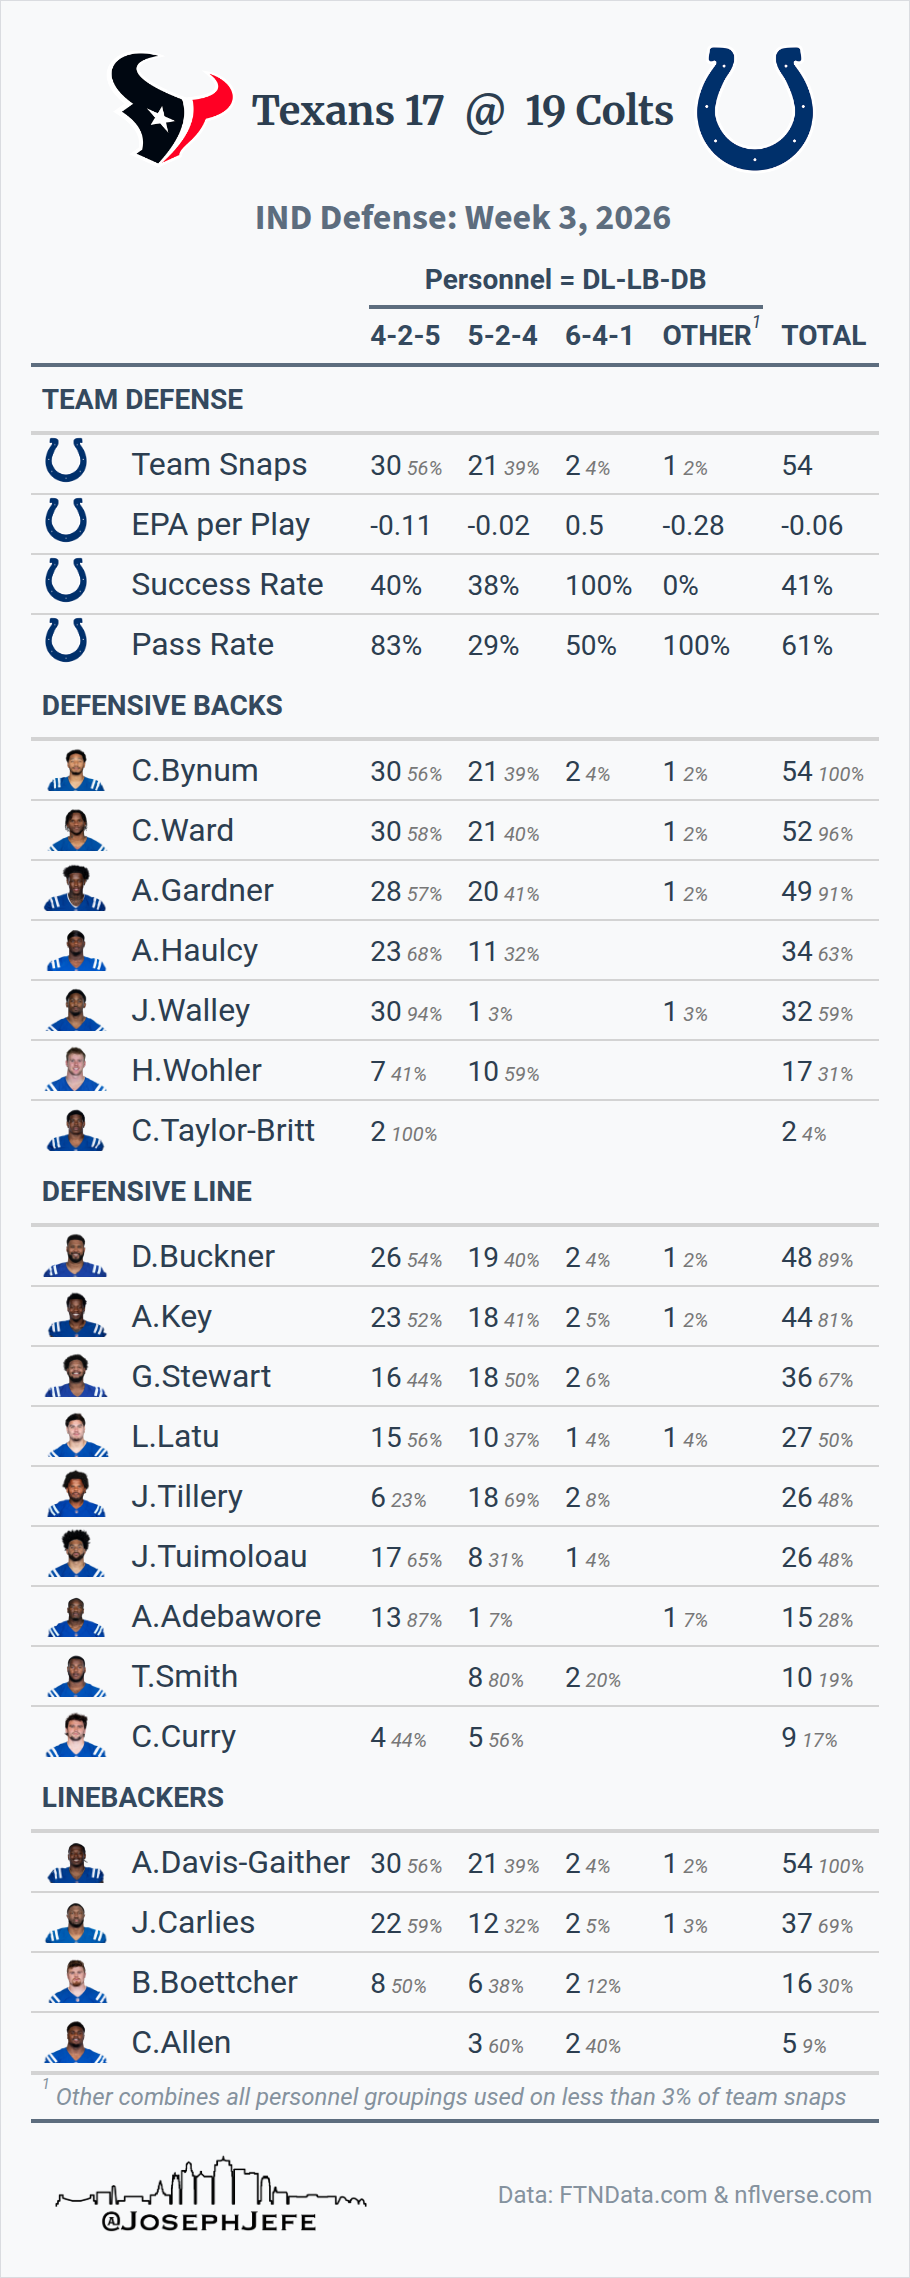 Texans 17 @ 19 Colts
IND Defense: Week 3, 2026
Personnel = DL-LB-DB
4-2-5 5-2-4 6-4-1 OTHER1 TOTAL
TEAM DEFENSE
Team Snaps 30 56% 21 39% 2 4% 1 2% 54
EPA per Play -0.11 -0.02 0.5 -0.28 -0.06
Success Rate 40% 38% 100% 0% 41%
Pass Rate 83% 29% 50% 100% 61%
DEFENSIVE BACKS
C.Bynum 30 56% 21 39% 2 4% 1 2% 54 100%
C.Ward 30 58% 21 40% 1 2% 52 96%
A.Gardner 28 57% 20 41% 1 2% 49 91%
A.Haulcy 23 68% 11 32% 34 63%
J.Walley 30 94% 1 3% 1 3% 32 59%
H.Wohler 7 41% 10 59% 17 31%
C.Taylor-Britt 2 100% 2 4%
DEFENSIVE LINE
D.Buckner 26 54% 19 40% 2 4% 1 2% 48 89%
A.Key 23 52% 18 41% 2 5% 1 2% 44 81%
G.Stewart 16 44% 18 50% 2 6% 36 67%
L.Latu 15 56% 10 37% 1 4% 1 4% 27 50%
J.Tillery 6 23% 18 69% 2 8% 26 48%
J.Tuimoloau 17 65% 8 31% 1 4% 26 48%
A.Adebawore 13 87% 1 7% 1 7% 15 28%
T.Smith 8 80% 2 20% 10 19%
C.Curry 4 44% 5 56% 9 17%
LINEBACKERS
A.Davis-Gaither 30 56% 21 39% 2 4% 1 2% 54 100%
J.Carlies 22 59% 12 32% 2 5% 1 3% 37 69%
B.Boettcher 8 50% 6 38% 2 12% 16 30%
C.Allen 3 60% 2 40% 5 9%
1 Other combines all personnel groupings used on less than 3% of team snaps
@JOSEPHJEFE
Data: FTNData.com & nflverse.com